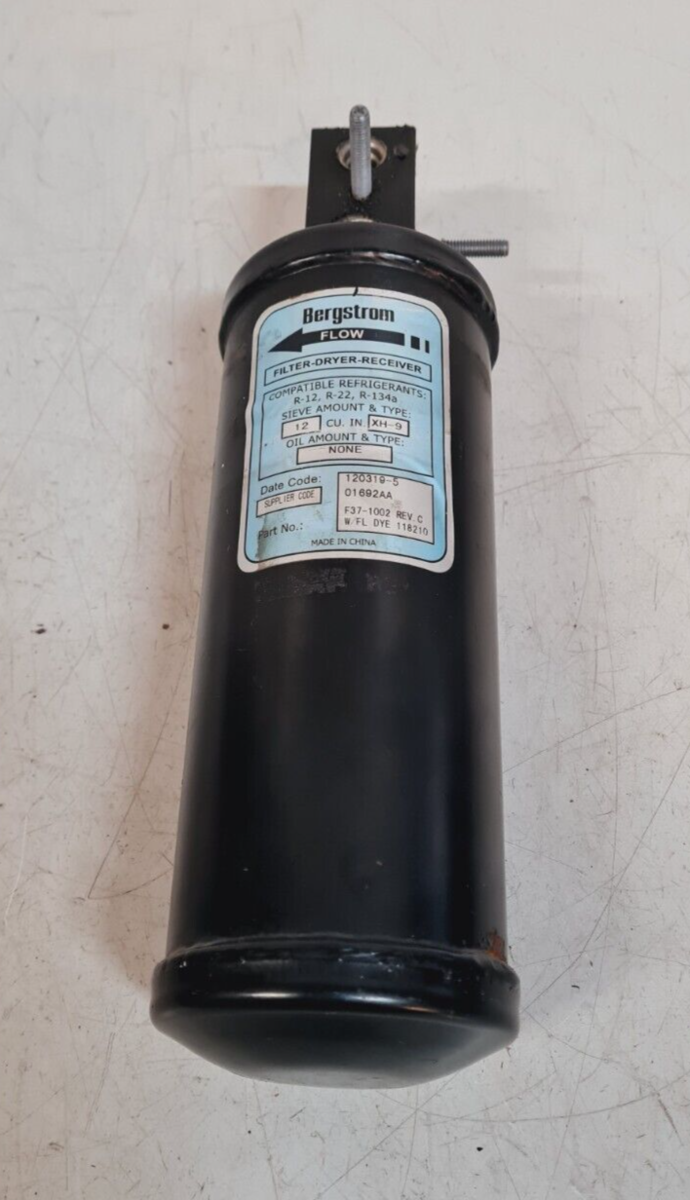 Bergstrom
FLOW
FILTER-DRYER-RECEIVER
COMPATIBLE REFRIGERANTS:
R-12, R-22, R-134a
SIEVE AMOUNT & TYPE:
12 CU. IN. XH-9
OIL AMOUNT & TYPE:
NONE
Date Code: 120319-5
SUPPLIER CODE 01692AA
Part No.: F37-1002 REV.C
W/FL DYE 118210
MADE IN CHINA